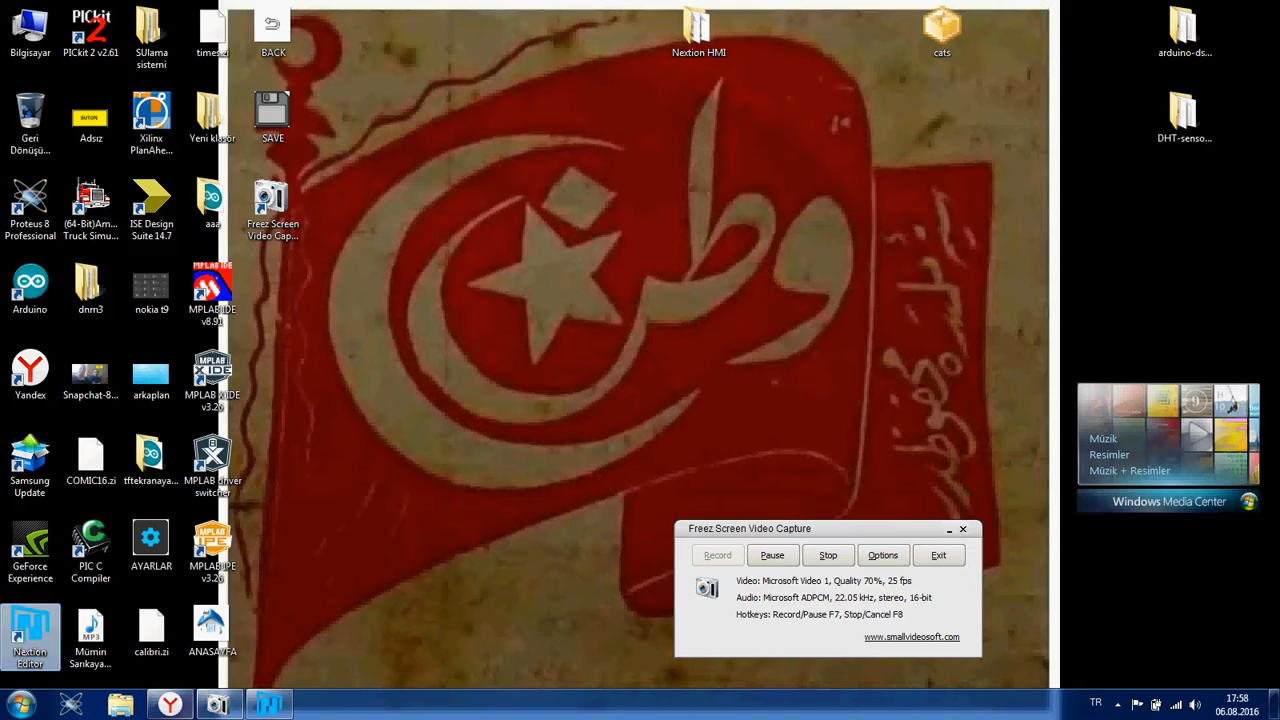 Bilgisayar
PICkit 2 v2.61
SUlama
sistemi
times.zi
BACK
Nextion HMI
cats
arduino-ds...
Geri
Dönüşü...
Adsız
Xilinx
PlanAhe...
Yeni klasör
SAVE
DHT-senso...
Proteus 8
Professional
(64-Bit)Am...
Truck Simu...
ISE Design
Suite 14.7
aaa
Freez Screen
Video Cap...
Arduino
dnm3
nokia t9
MPLAB IDE
v8.91
Yandex
Snapchat-8...
arkaplan
MPLAB X IDE
v3.26
Samsung
Update
COMIC16.zi
tftekranaya...
MPLAB driver
switcher
GeForce
Experience
PIC C
Compiler
AYARLAR
MPLAB IPE
v3.26
Nextion
Editor
Mümin
Sarıkaya...
calibri.zi
ANASAYFA
وطن
Müzik
Resimler
Müzik + Resimler
Windows Media Center
Freez Screen Video Capture
Record
Pause
Stop
Options
Exit
Video: Microsoft Video 1, Quality 70%, 25 fps
Audio: Microsoft ADPCM, 22.05 kHz, stereo, 16-bit
Hotkeys: Record/Pause F7, Stop/Cancel F8
www.smallvideosoft.com
TR
17:58
06.08.2016